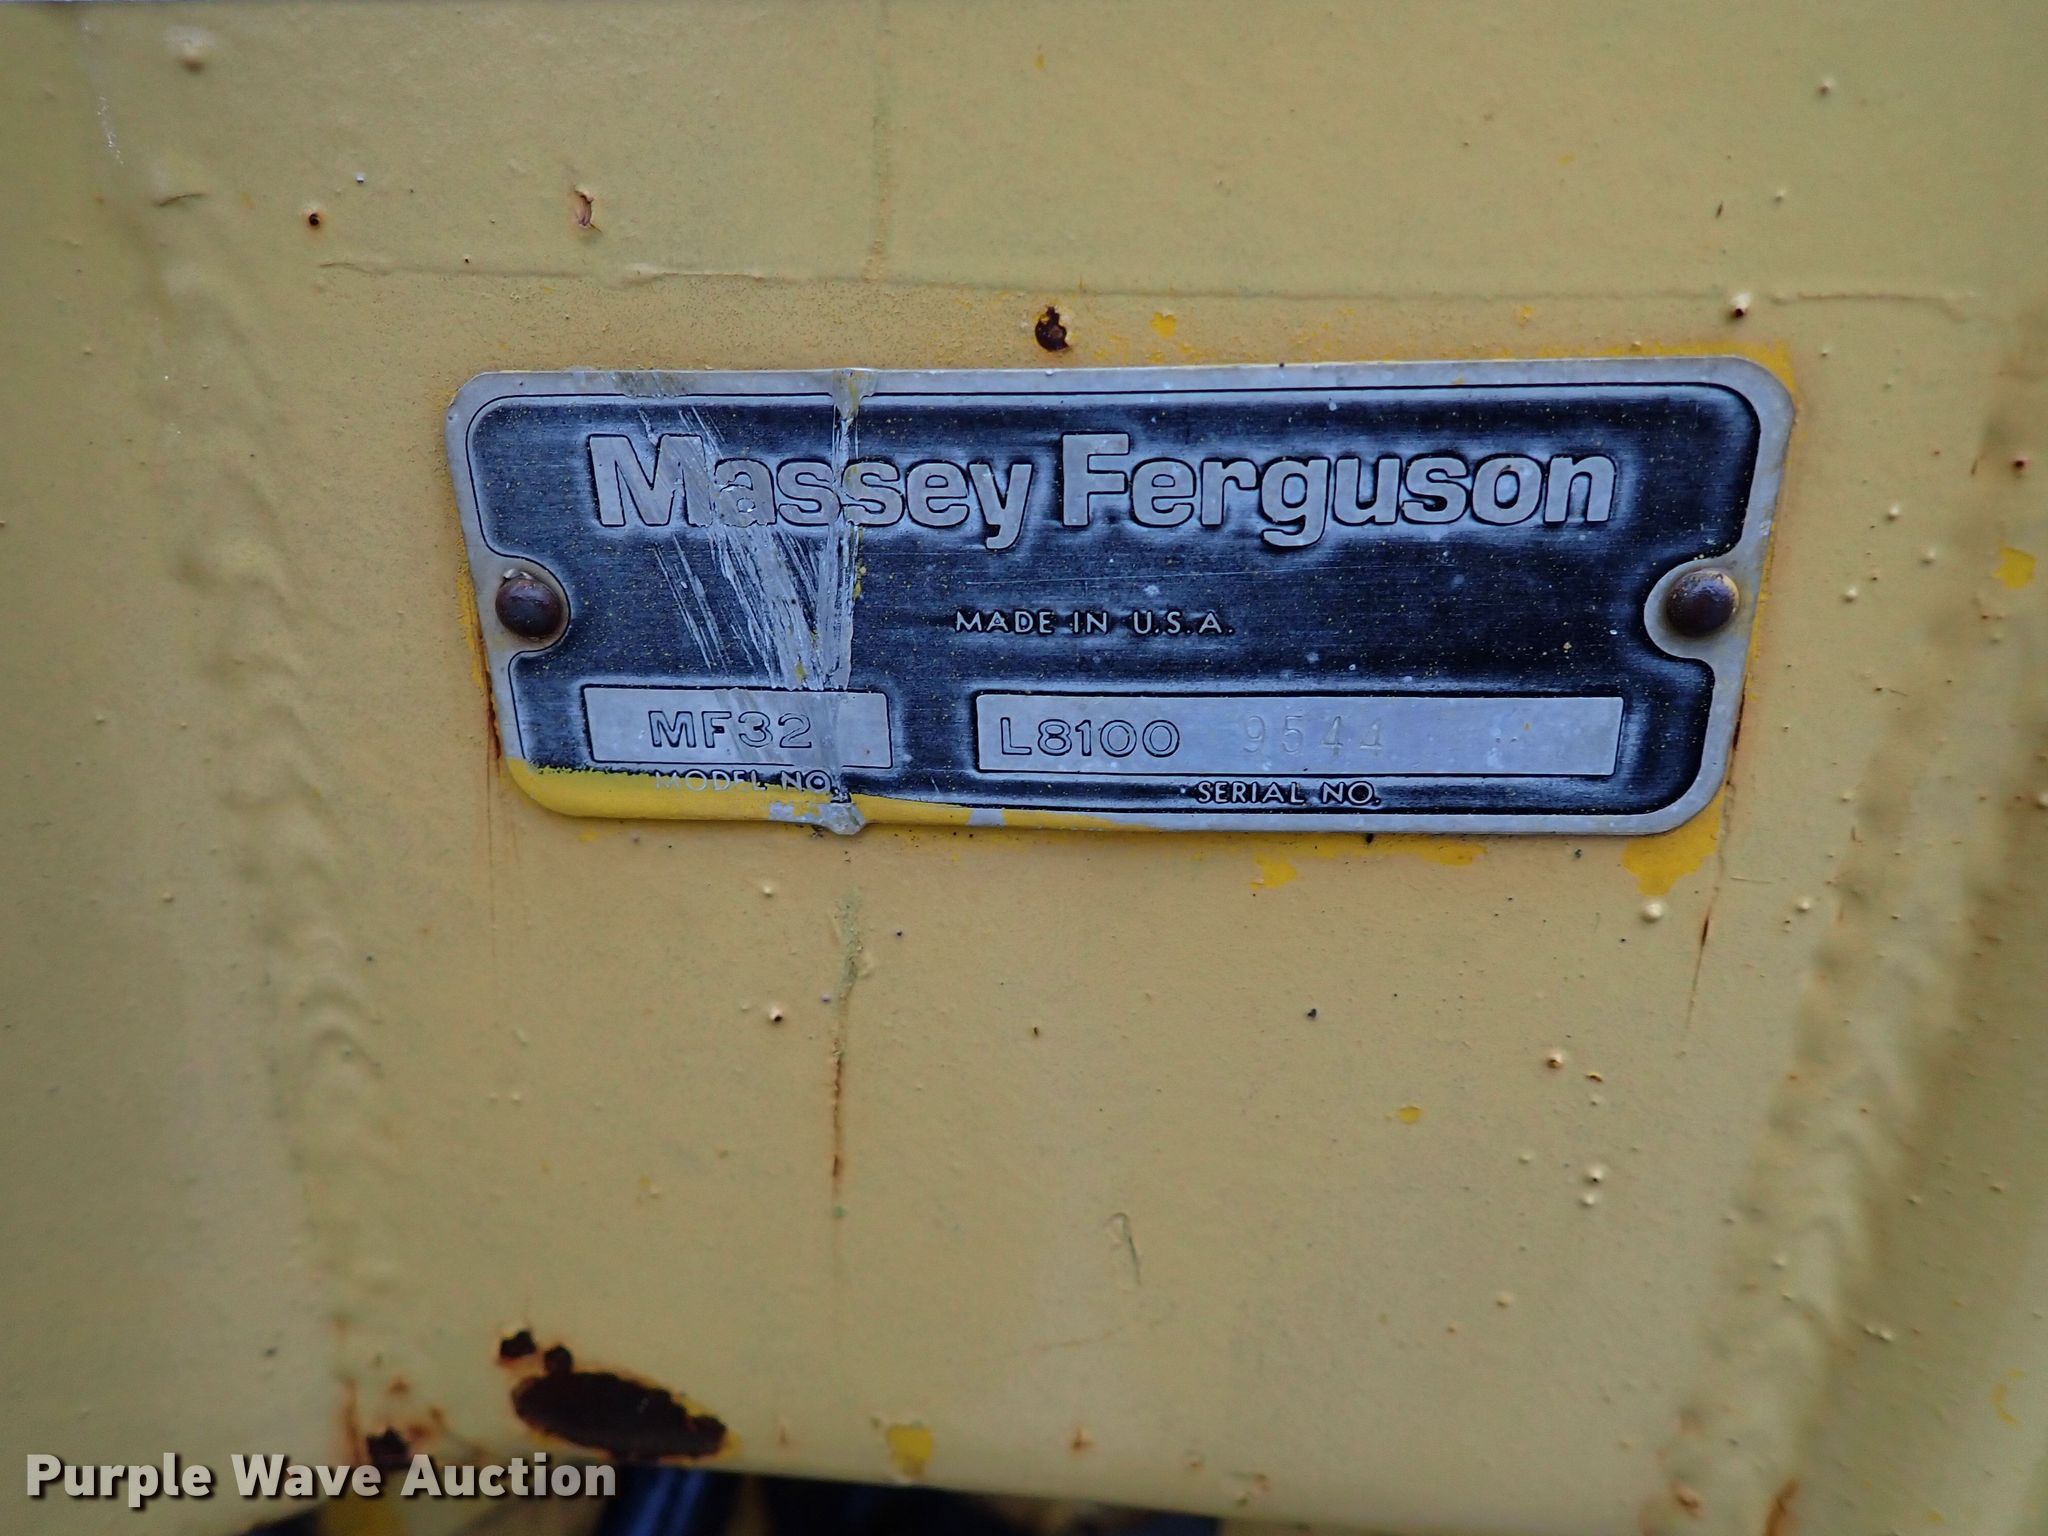 Massey Ferguson
MADE IN U.S.A.
MF32
MODEL NO.
L8100 9544
SERIAL NO.
Purple Wave Auction